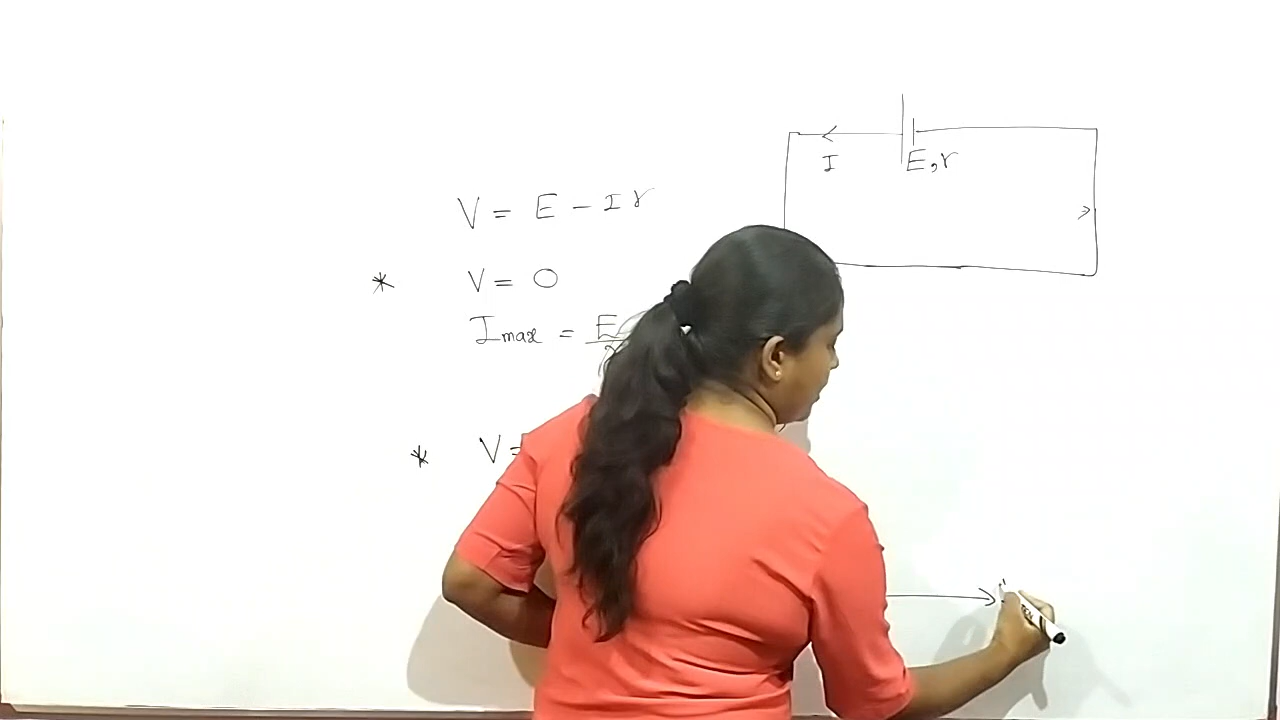 I
E,r
V = E - Ir
* V = 0
Imax = E
* V =